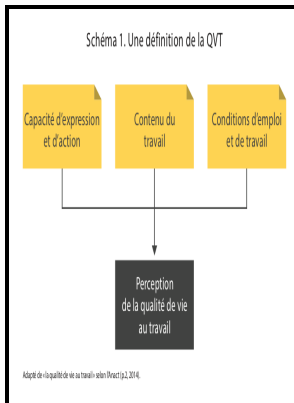 Schéma 1. Une définition de la QVT
Capacité d'expression
et d'action
Contenu du
travail
Conditions d'emploi
et de travail
Perception
de la qualité de vie
au travail
Adapté de « la qualité de vie au travail » selon l'Anact (p.2, 2014).